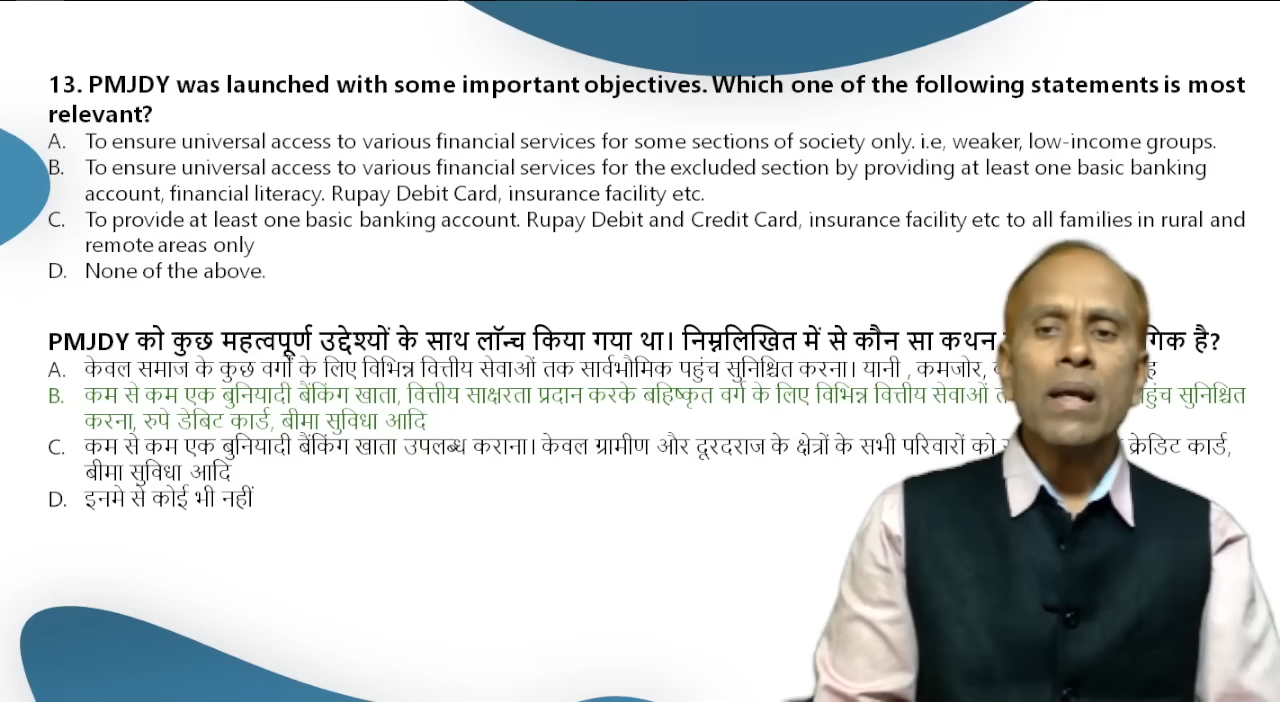 13. PMJDY was launched with some important objectives. Which one of the following statements is most
relevant?
A. To ensure universal access to various financial services for some sections of society only. i.e, weaker, low-income groups.
B. To ensure universal access to various financial services for the excluded section by providing at least one basic banking
account, financial literacy. Rupay Debit Card, insurance facility etc.
C. To provide at least one basic banking account. Rupay Debit and Credit Card, insurance facility etc to all families in rural and
remote areas only
D. None of the above.
PMJDY को कुछ महत्वपूर्ण उद्देश्यों के साथ लॉन्च किया गया था। निम्नलिखित में से कौन सा कथन है?
A. केवल समाज के कुछ वर्गों के लिए विभिन्न वित्तीय सेवाओं तक सार्वभौमिक पहुंच सुनिश्चित करना। यानी , कमजोर,
B. कम से कम एक बुनियादी बैंकिंग खाता, वित्तीय साक्षरता प्रदान करके बहिष्कृत वर्ग के लिए विभिन्न वित्तीय सेवाओं सुनिश्चित
करना, रुपे डेबिट कार्ड, बीमा सुविधा आदि
C. कम से कम एक बुनियादी बैंकिंग खाता उपलब्ध कराना। केवल ग्रामीण और दूरदराज के क्षेत्रों के सभी परिवारों को क्रेडिट कार्ड,
बीमा सुविधा आदि
D. इनमे से कोई भी नहीं